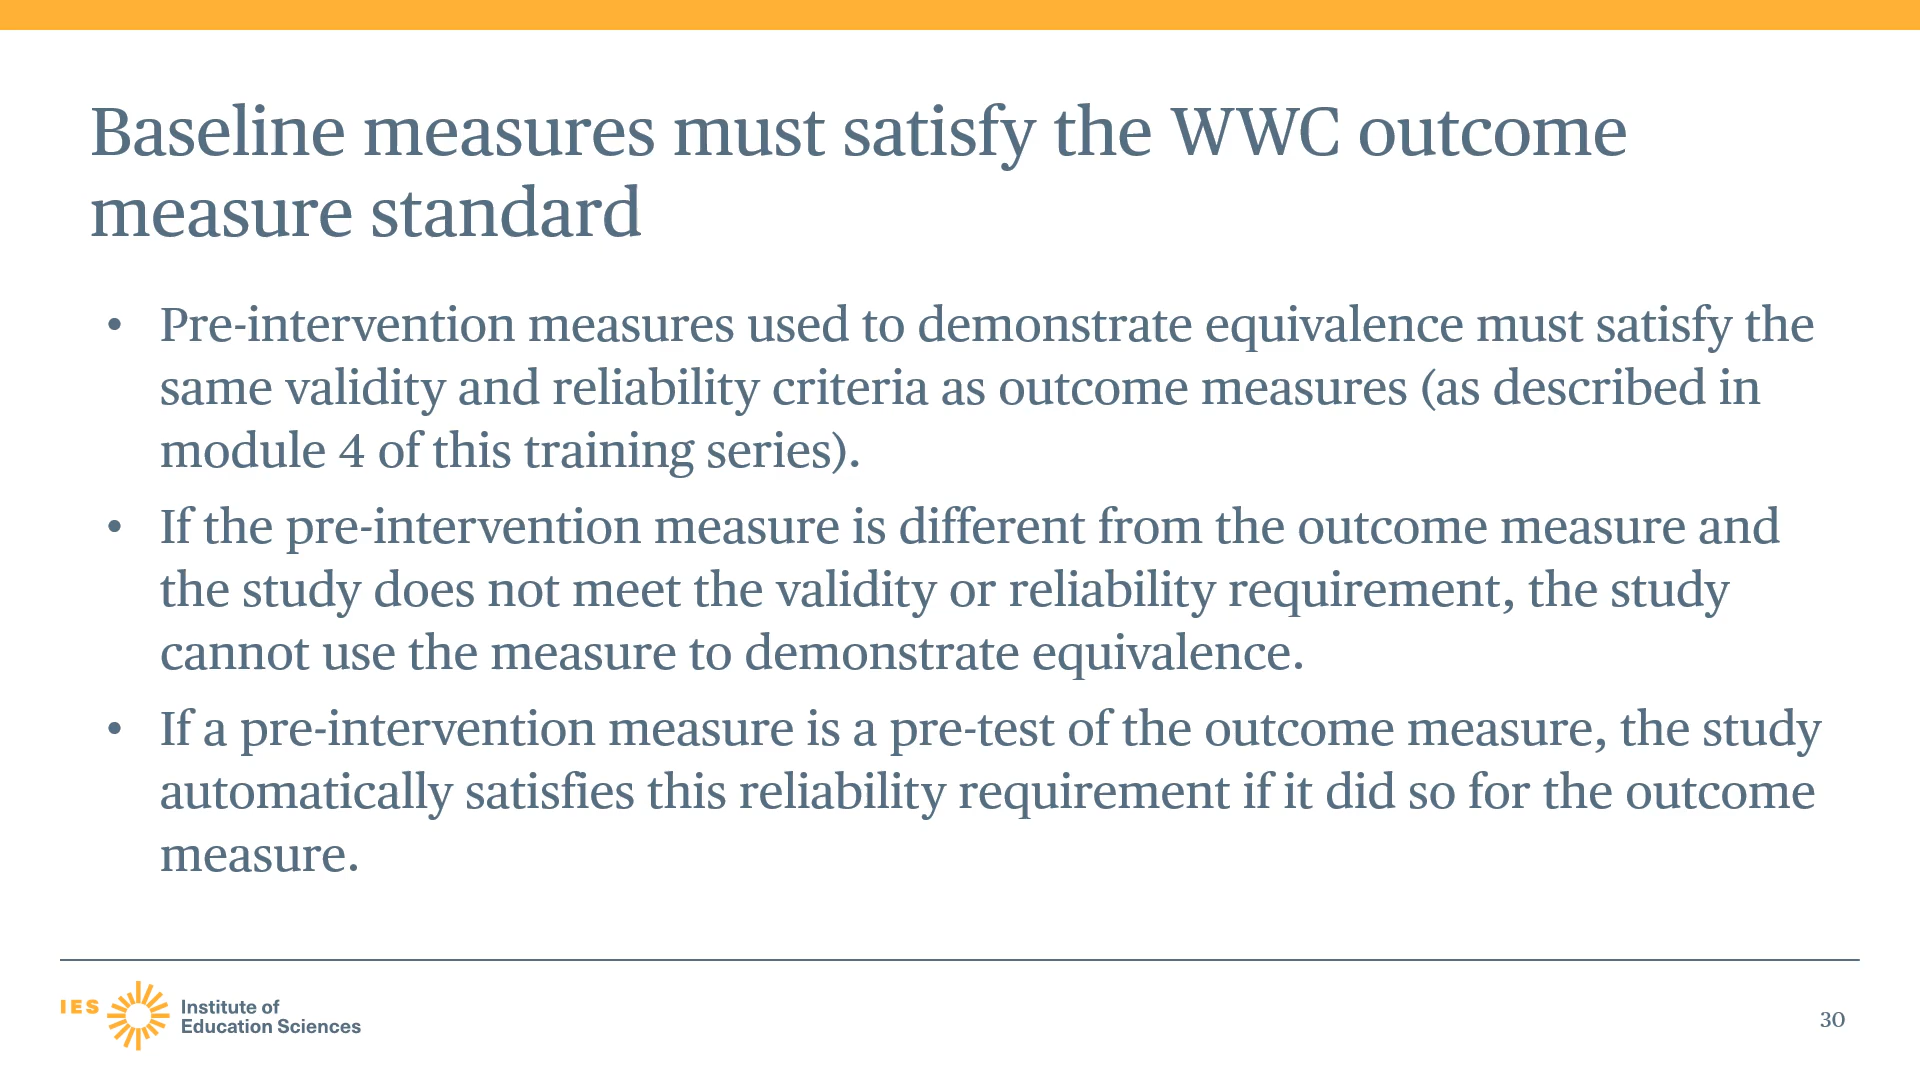 Baseline measures must satisfy the WWC outcome
measure standard
• Pre-intervention measures used to demonstrate equivalence must satisfy the
same validity and reliability criteria as outcome measures (as described in
module 4 of this training series).
• If the pre-intervention measure is different from the outcome measure and
the study does not meet the validity or reliability requirement, the study
cannot use the measure to demonstrate equivalence.
• If a pre-intervention measure is a pre-test of the outcome measure, the study
automatically satisfies this reliability requirement if it did so for the outcome
measure.
IES
Institute of
Education Sciences
30